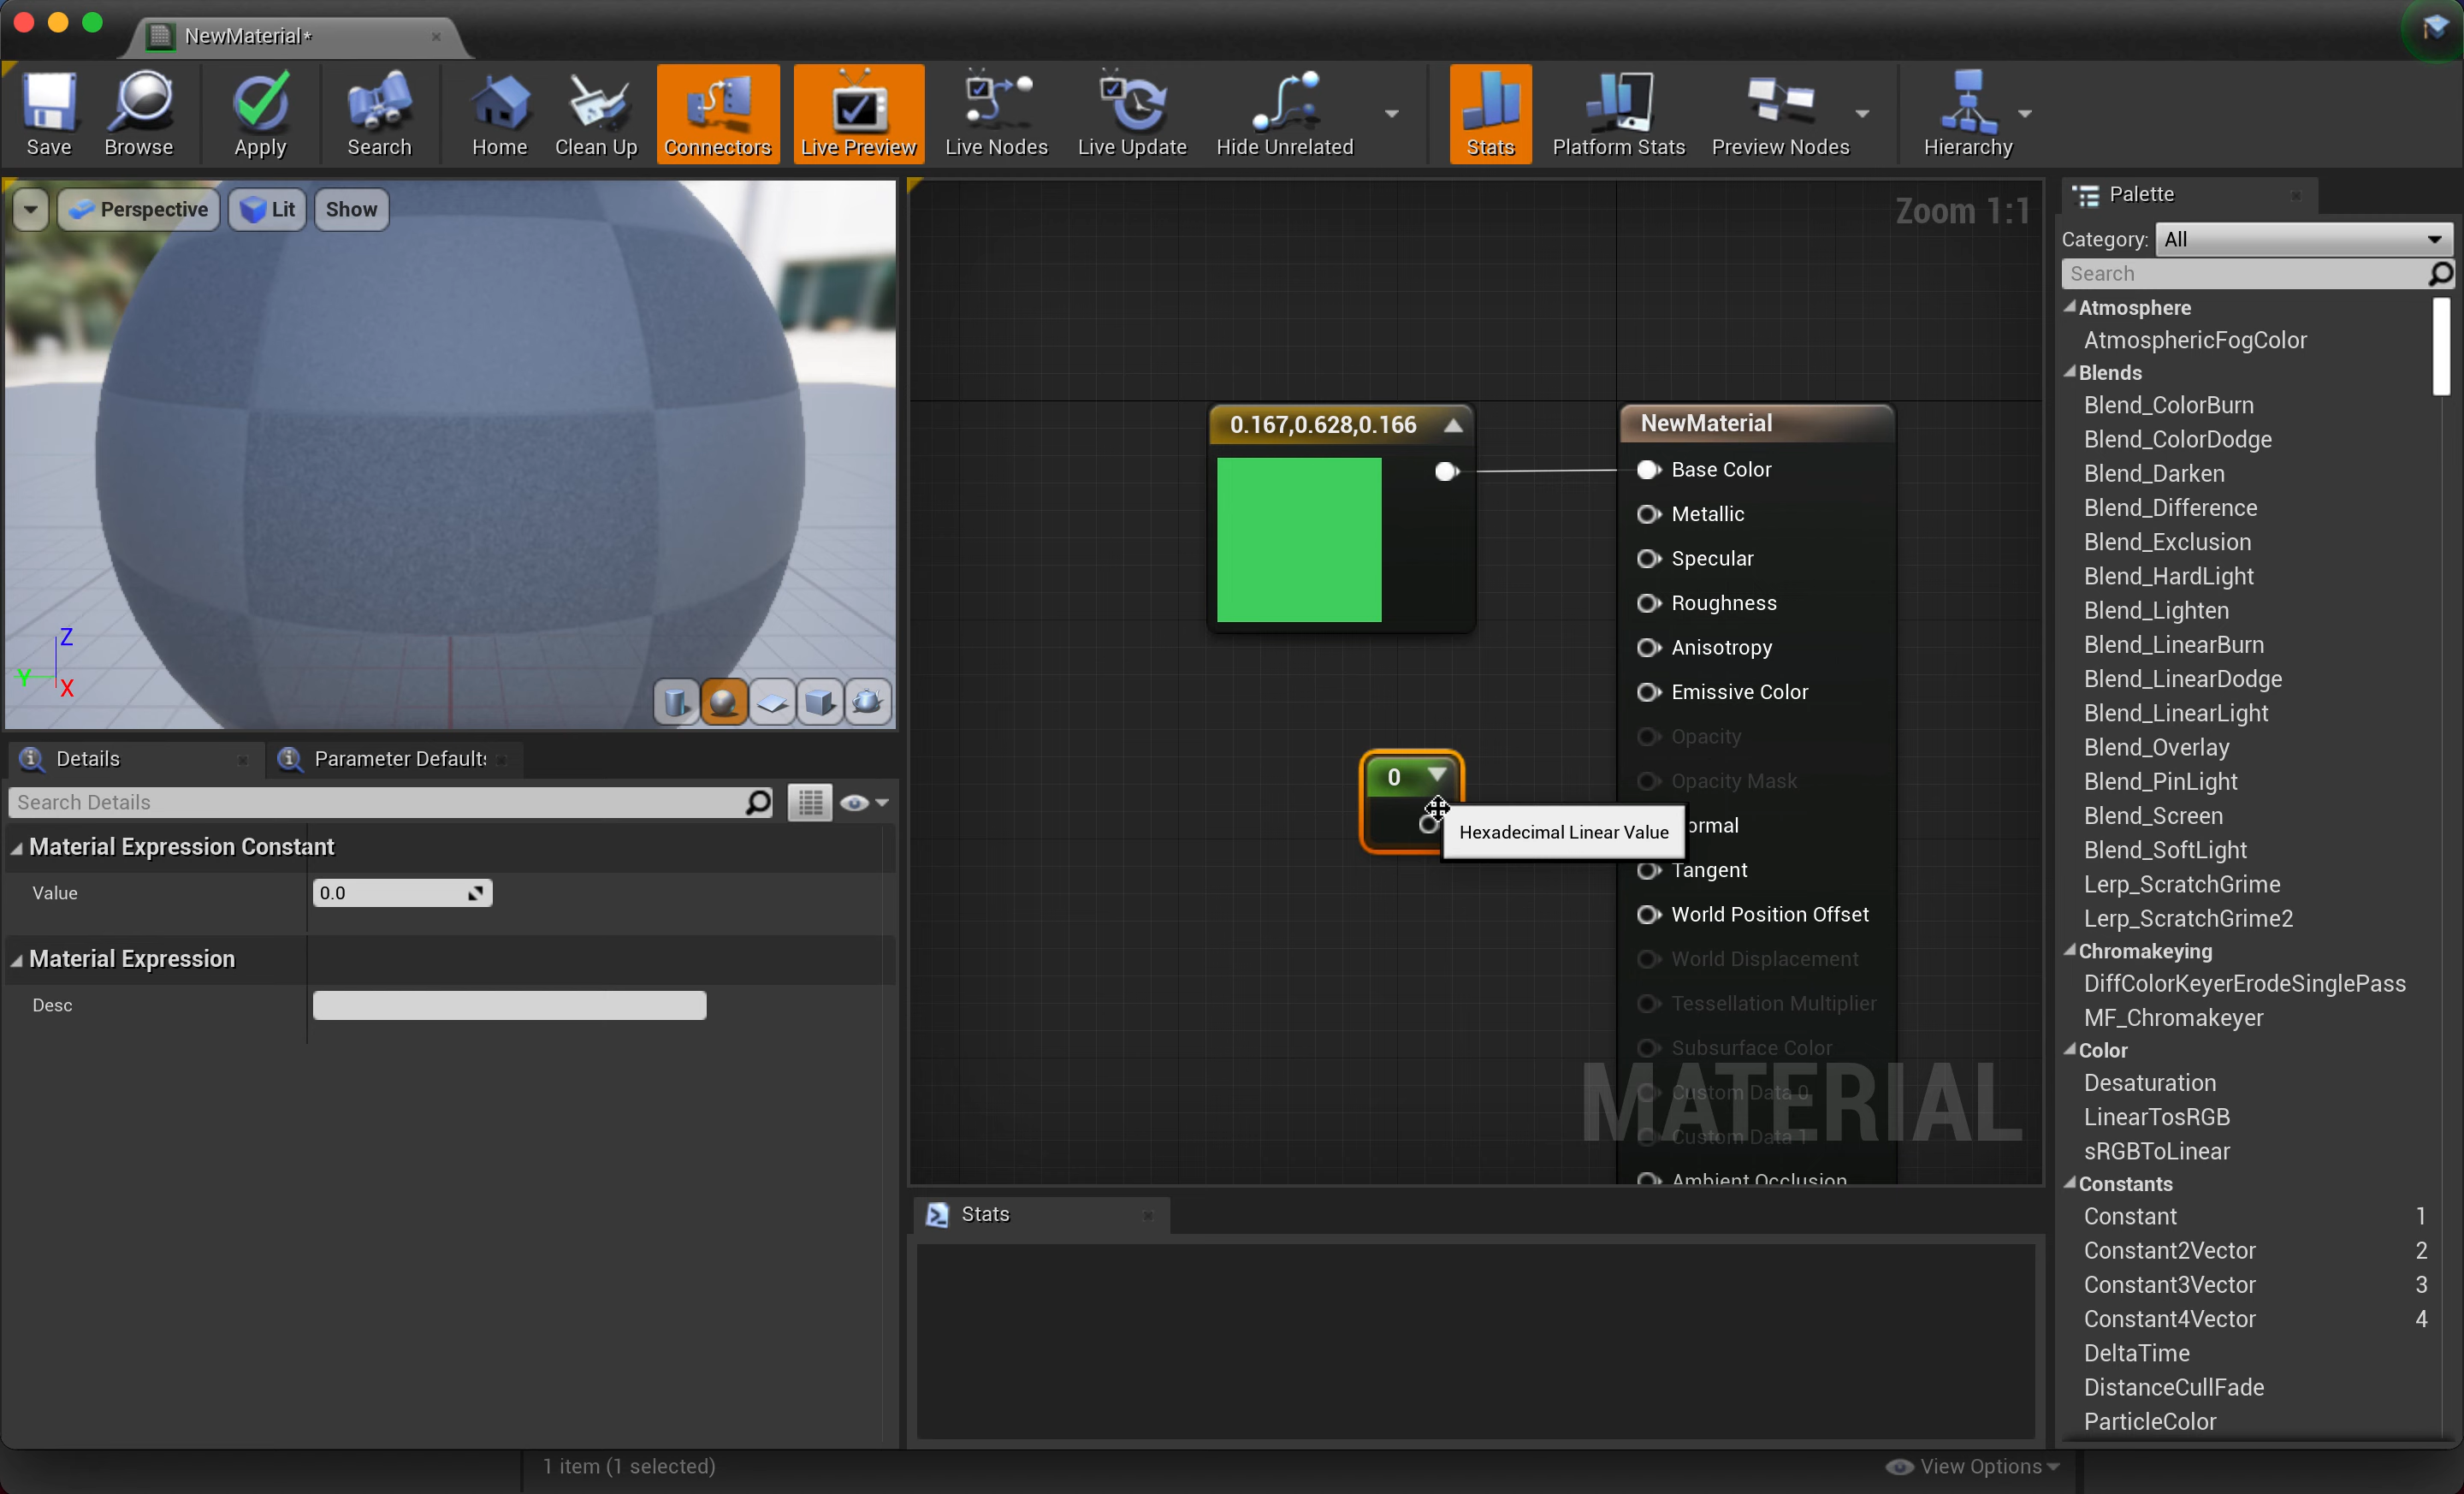 NewMaterial*
Save
Browse
Apply
Search
Home
Clean Up
Connectors
Live Preview
Live Nodes
Live Update
Hide Unrelated
Stats
Platform Stats
Preview Nodes
Hierarchy
Perspective
Lit
Show
Z
Y
X
Details
Parameter Defaults
Search Details
Material Expression Constant
Value
0.0
Material Expression
Desc
Zoom 1:1
0.167,0.628,0.166
NewMaterial
Base Color
Metallic
Specular
Roughness
Anisotropy
Emissive Color
Opacity
Opacity Mask
0
Hexadecimal Linear Value
ormal
Tangent
World Position Offset
World Displacement
Tessellation Multiplier
Subsurface Color
Custom Data 0
Custom Data 1
Ambient Occlusion
MATERIAL
Stats
Palette
Category:
All
Search
Atmosphere
AtmosphericFogColor
Blends
Blend_ColorBurn
Blend_ColorDodge
Blend_Darken
Blend_Difference
Blend_Exclusion
Blend_HardLight
Blend_Lighten
Blend_LinearBurn
Blend_LinearDodge
Blend_LinearLight
Blend_Overlay
Blend_PinLight
Blend_Screen
Blend_SoftLight
Lerp_ScratchGrime
Lerp_ScratchGrime2
Chromakeying
DiffColorKeyerErodeSinglePass
MF_Chromakeyer
Color
Desaturation
LinearTosRGB
sRGBToLinear
Constants
Constant 1
Constant2Vector 2
Constant3Vector 3
Constant4Vector 4
DeltaTime
DistanceCullFade
ParticleColor
1 item (1 selected)
View Options